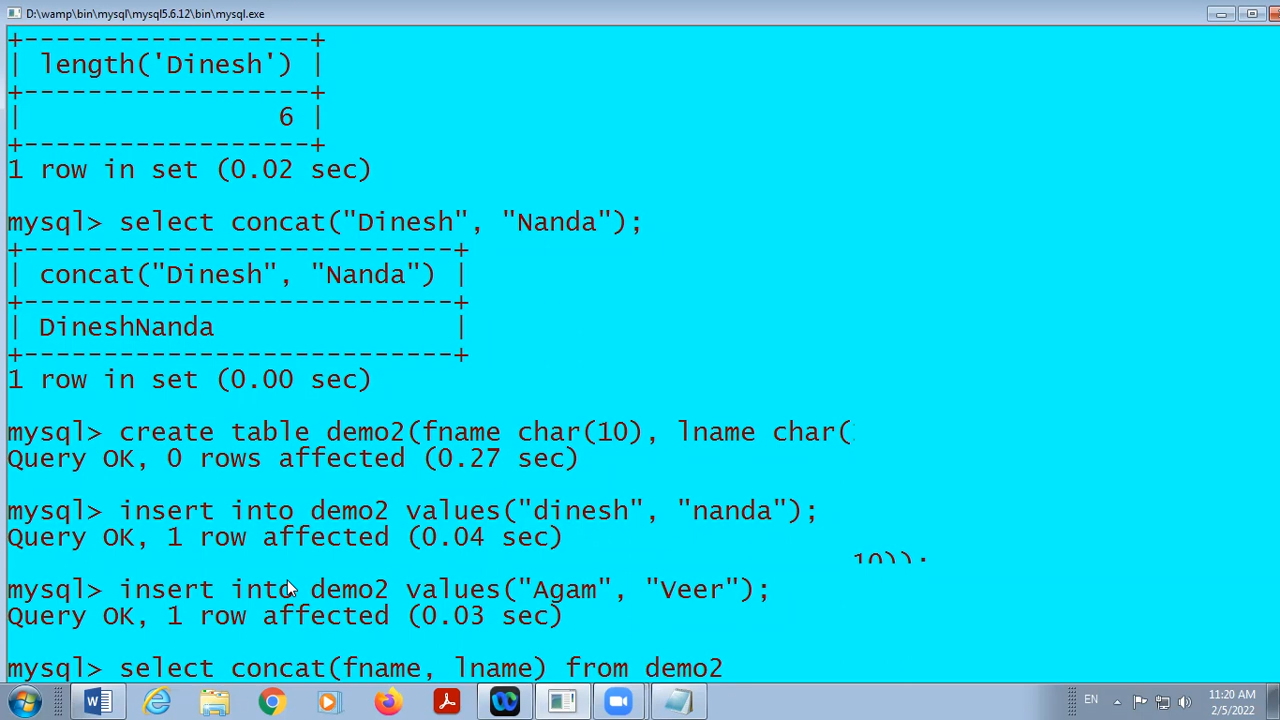 D:\wamp\bin\mysql\mysql5.6.12\bin\mysql.exe
+------------------+
| length('Dinesh') |
+------------------+
|                6 |
+------------------+
1 row in set (0.02 sec)
mysql> select concat("Dinesh", "Nanda");
+---------------------------+
| concat("Dinesh", "Nanda") |
+---------------------------+
| DineshNanda               |
+---------------------------+
1 row in set (0.00 sec)
mysql> create table demo2(fname char(10), lname char(
Query OK, 0 rows affected (0.27 sec)
mysql> insert into demo2 values("dinesh", "nanda");
Query OK, 1 row affected (0.04 sec)
10));
mysql> insert into demo2 values("Agam", "Veer");
Query OK, 1 row affected (0.03 sec)
mysql> select concat(fname, lname) from demo2
EN
11:20 AM
2/5/2022